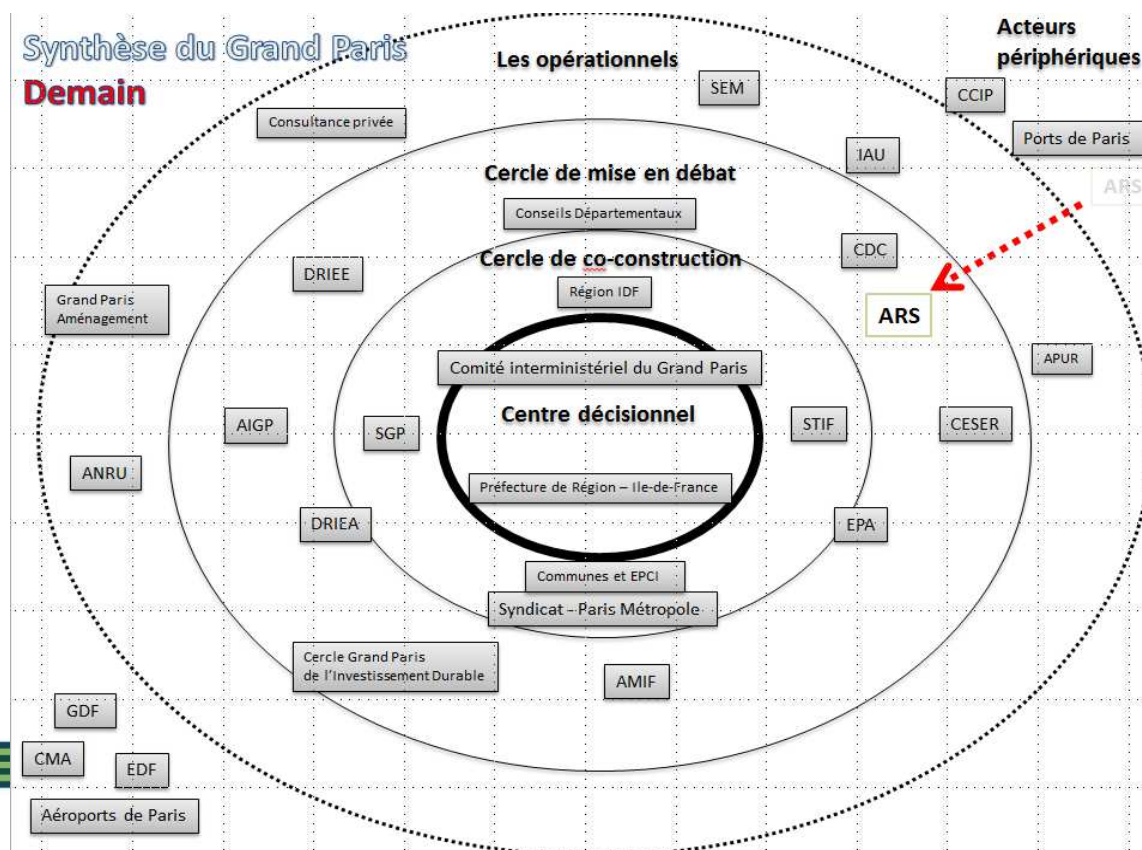 Synthèse du Grand Paris
Demain
Les opérationnels
Acteurs
périphériques
SEM
CCIP
Consultance privée
Ports de Paris
IAU
Cercle de mise en débat
ARS
Conseils Départementaux
CDC
Cercle de co-construction
DRIEE
Région IDF
Grand Paris
Aménagement
ARS
Comité interministériel du Grand Paris
APUR
Centre décisionnel
AIGP
SGP
STIF
CESER
ANRU
Préfecture de Région – Ile-de-France
DRIEA
EPA
Communes et EPCI
Syndicat - Paris Métropole
Cercle Grand Paris
de l'Investissement Durable
AMIF
GDF
CMA
EDF
Aéroports de Paris